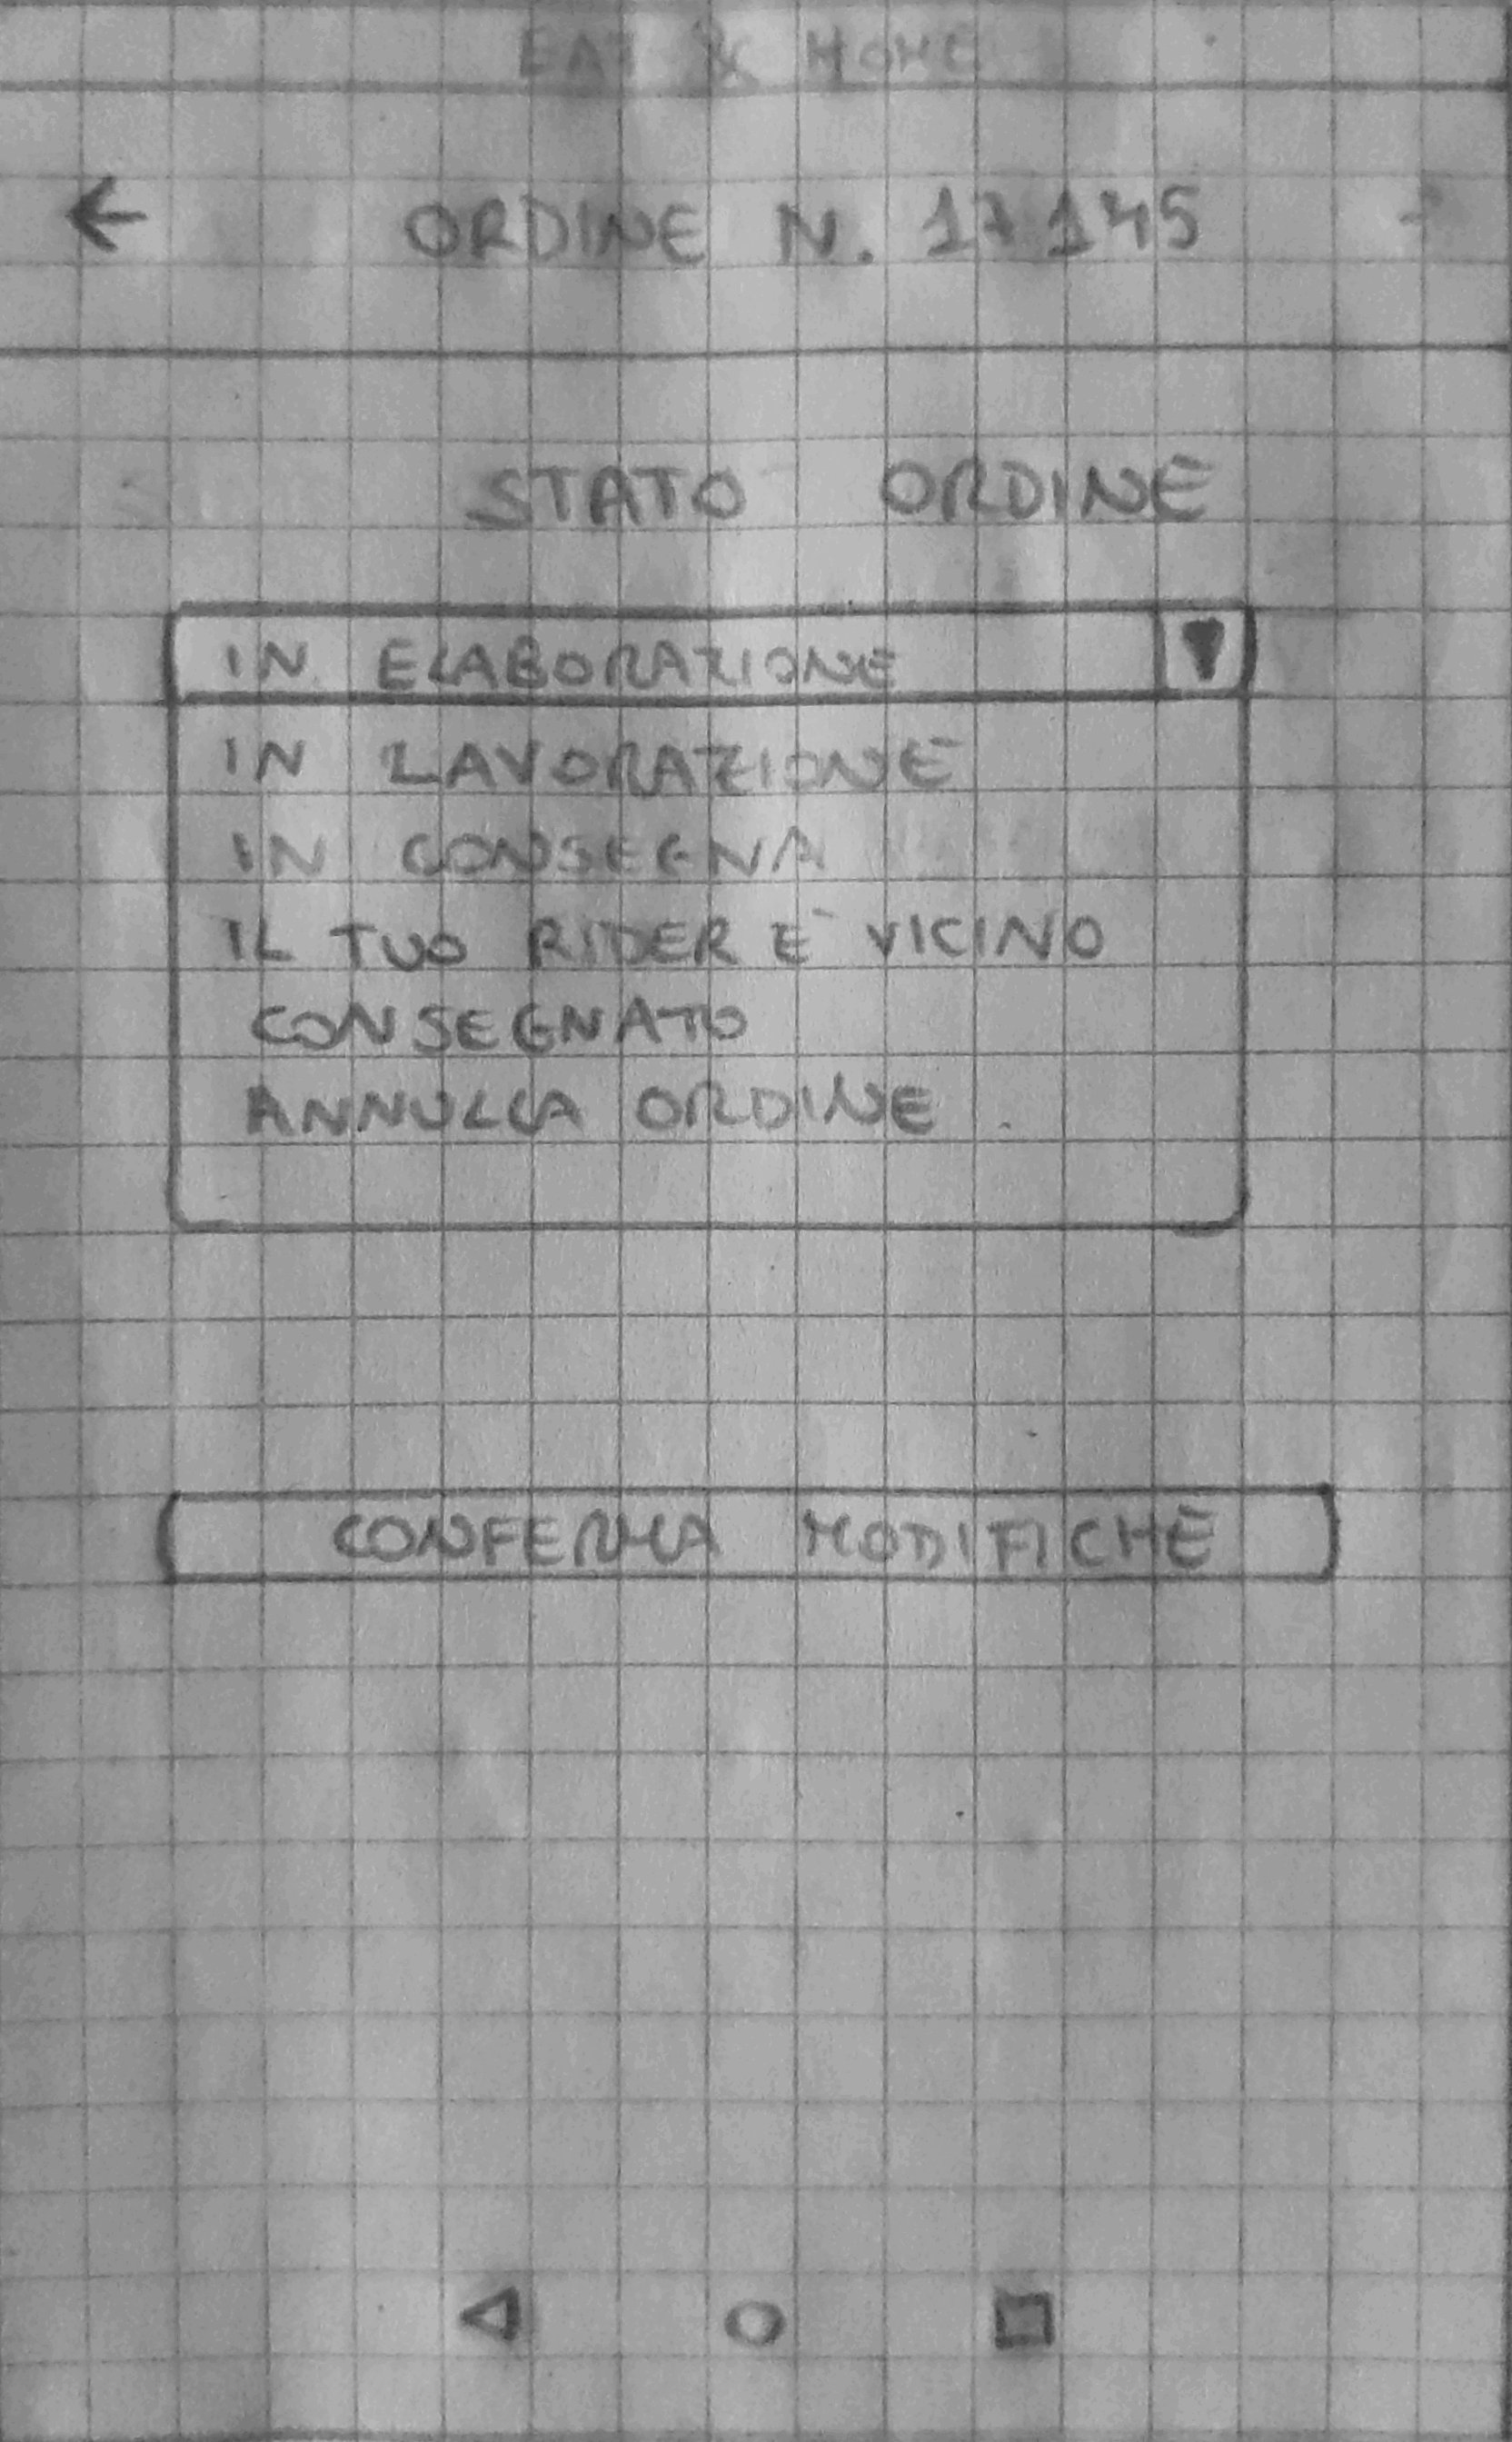 EAT & HOME
← ORDINE N. 17145
STATO ORDINE
IN ELABORAZIONE
IN LAVORAZIONE
IN CONSEGNA
IL TUO RIDER E' VICINO
CONSEGNATO
ANNULLA ORDINE
CONFERMA MODIFICHE